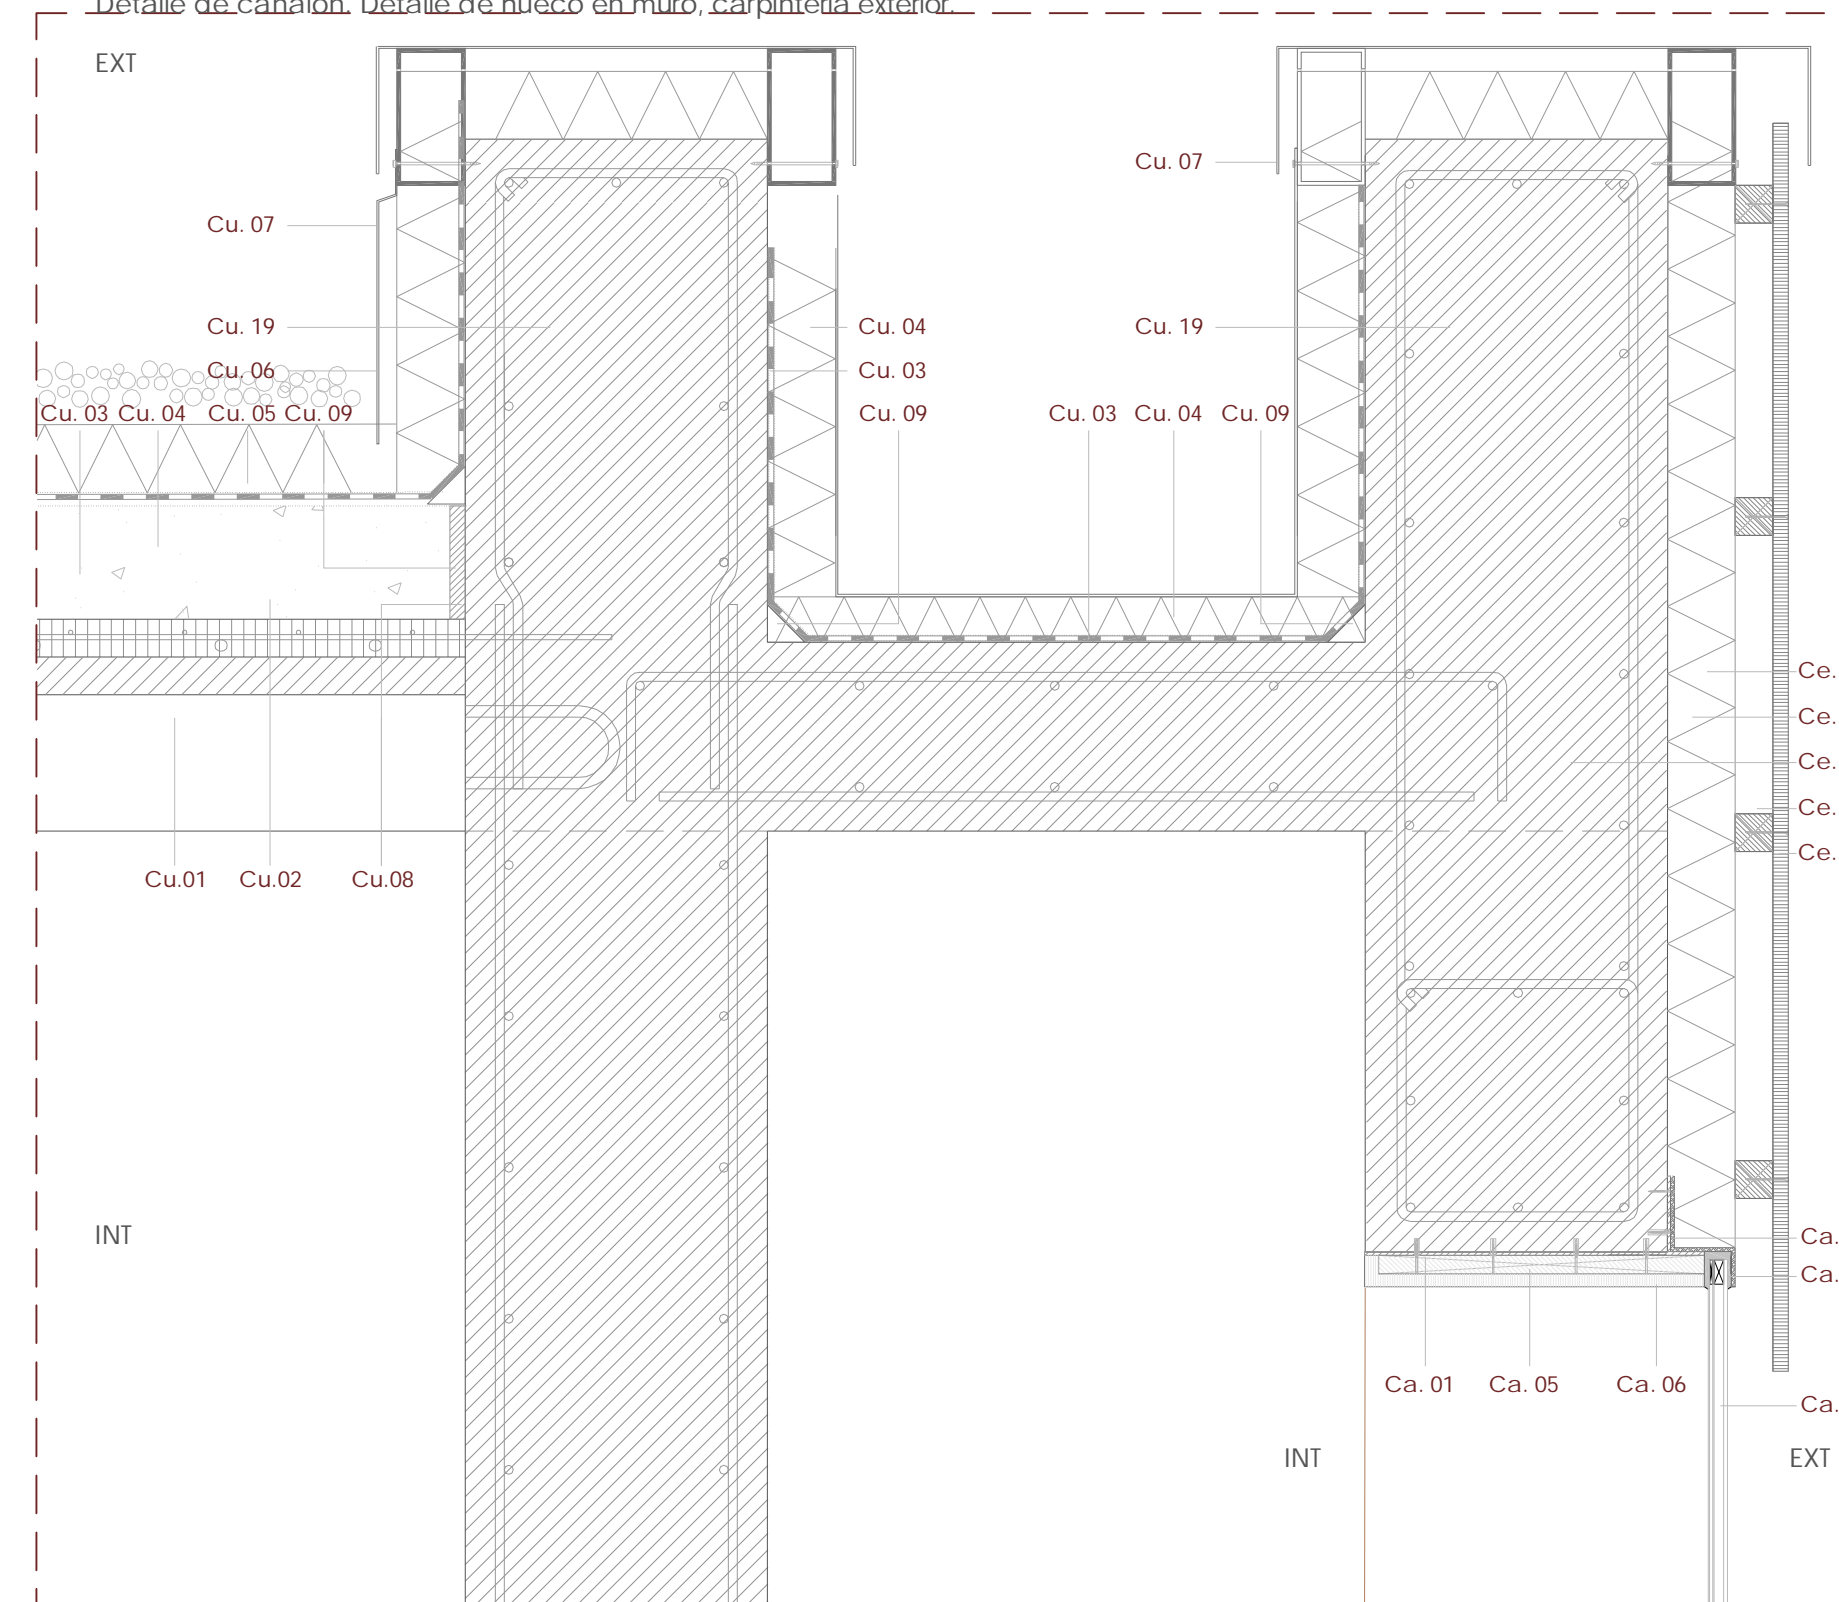 Detalle de canalón. Detalle de hueco en muro, carpintería exterior.
EXT
Cu. 07
Cu. 07
Cu. 19
Cu. 04
Cu. 19
Cu. 06
Cu. 03
Cu. 03 Cu. 04 Cu. 05 Cu. 09
Cu. 09
Cu. 03 Cu. 04 Cu. 09
Ce.
Ce.
Ce.
Ce.
Ce.
Cu.01 Cu.02 Cu.08
INT
Ca.
Ca.
Ca. 01 Ca. 05 Ca. 06
Ca.
INT
EXT